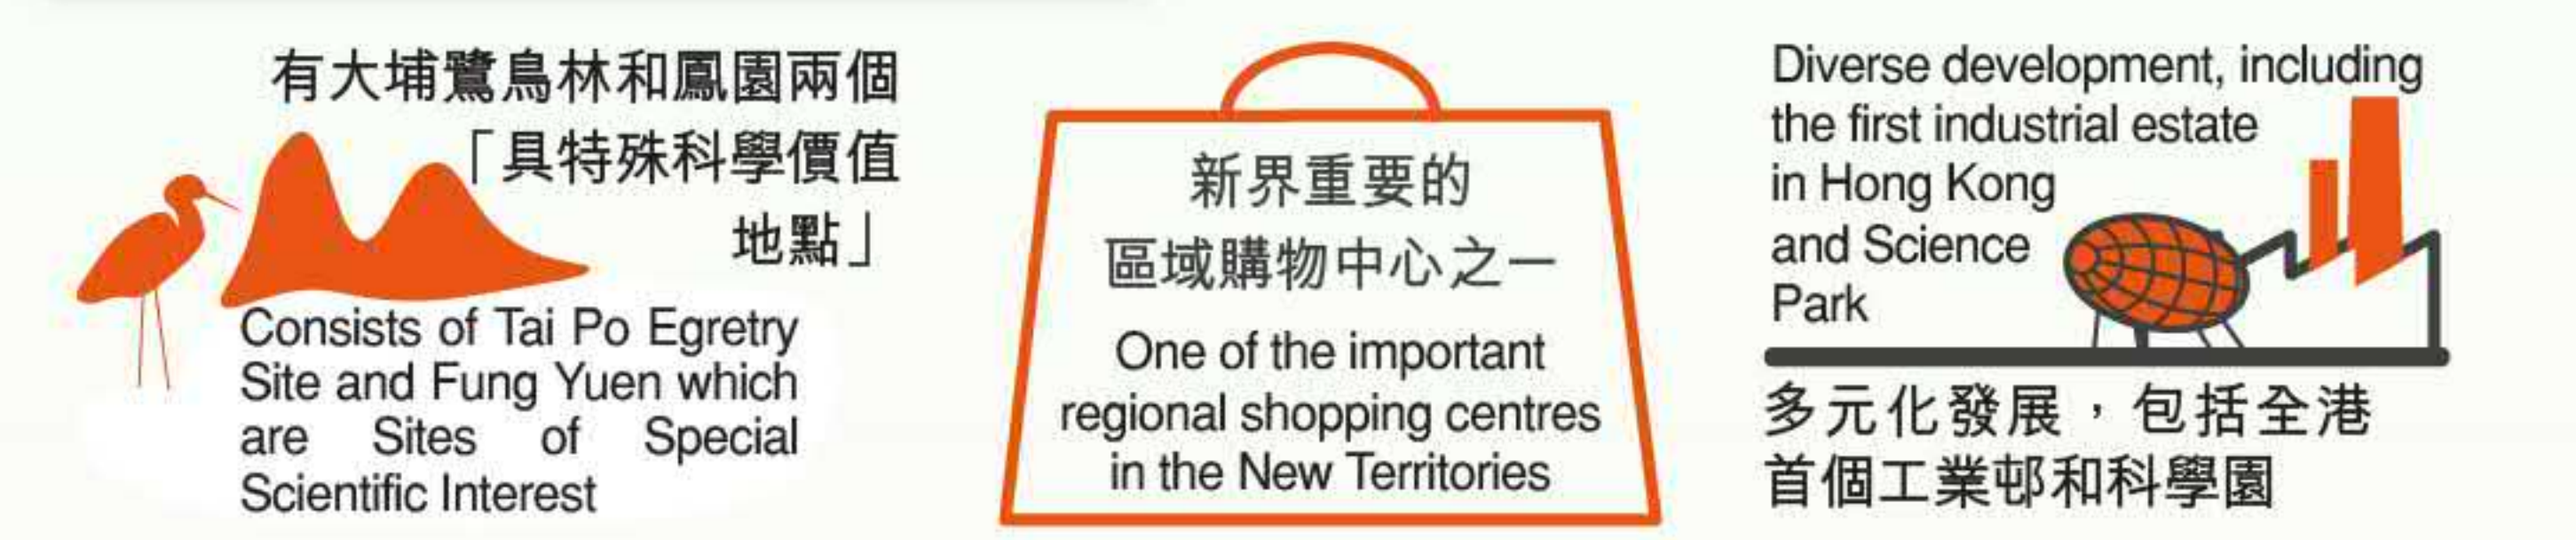 有大埔鷺鳥林和鳳園兩個
「具特殊科學價值
地點」
Consists of Tai Po Egretry
Site and Fung Yuen which
are Sites of Special
Scientific Interest
新界重要的
區域購物中心之一
One of the important
regional shopping centres
in the New Territories
Diverse development, including
the first industrial estate
in Hong Kong
and Science
Park
多元化發展，包括全港
首個工業邨和科學園